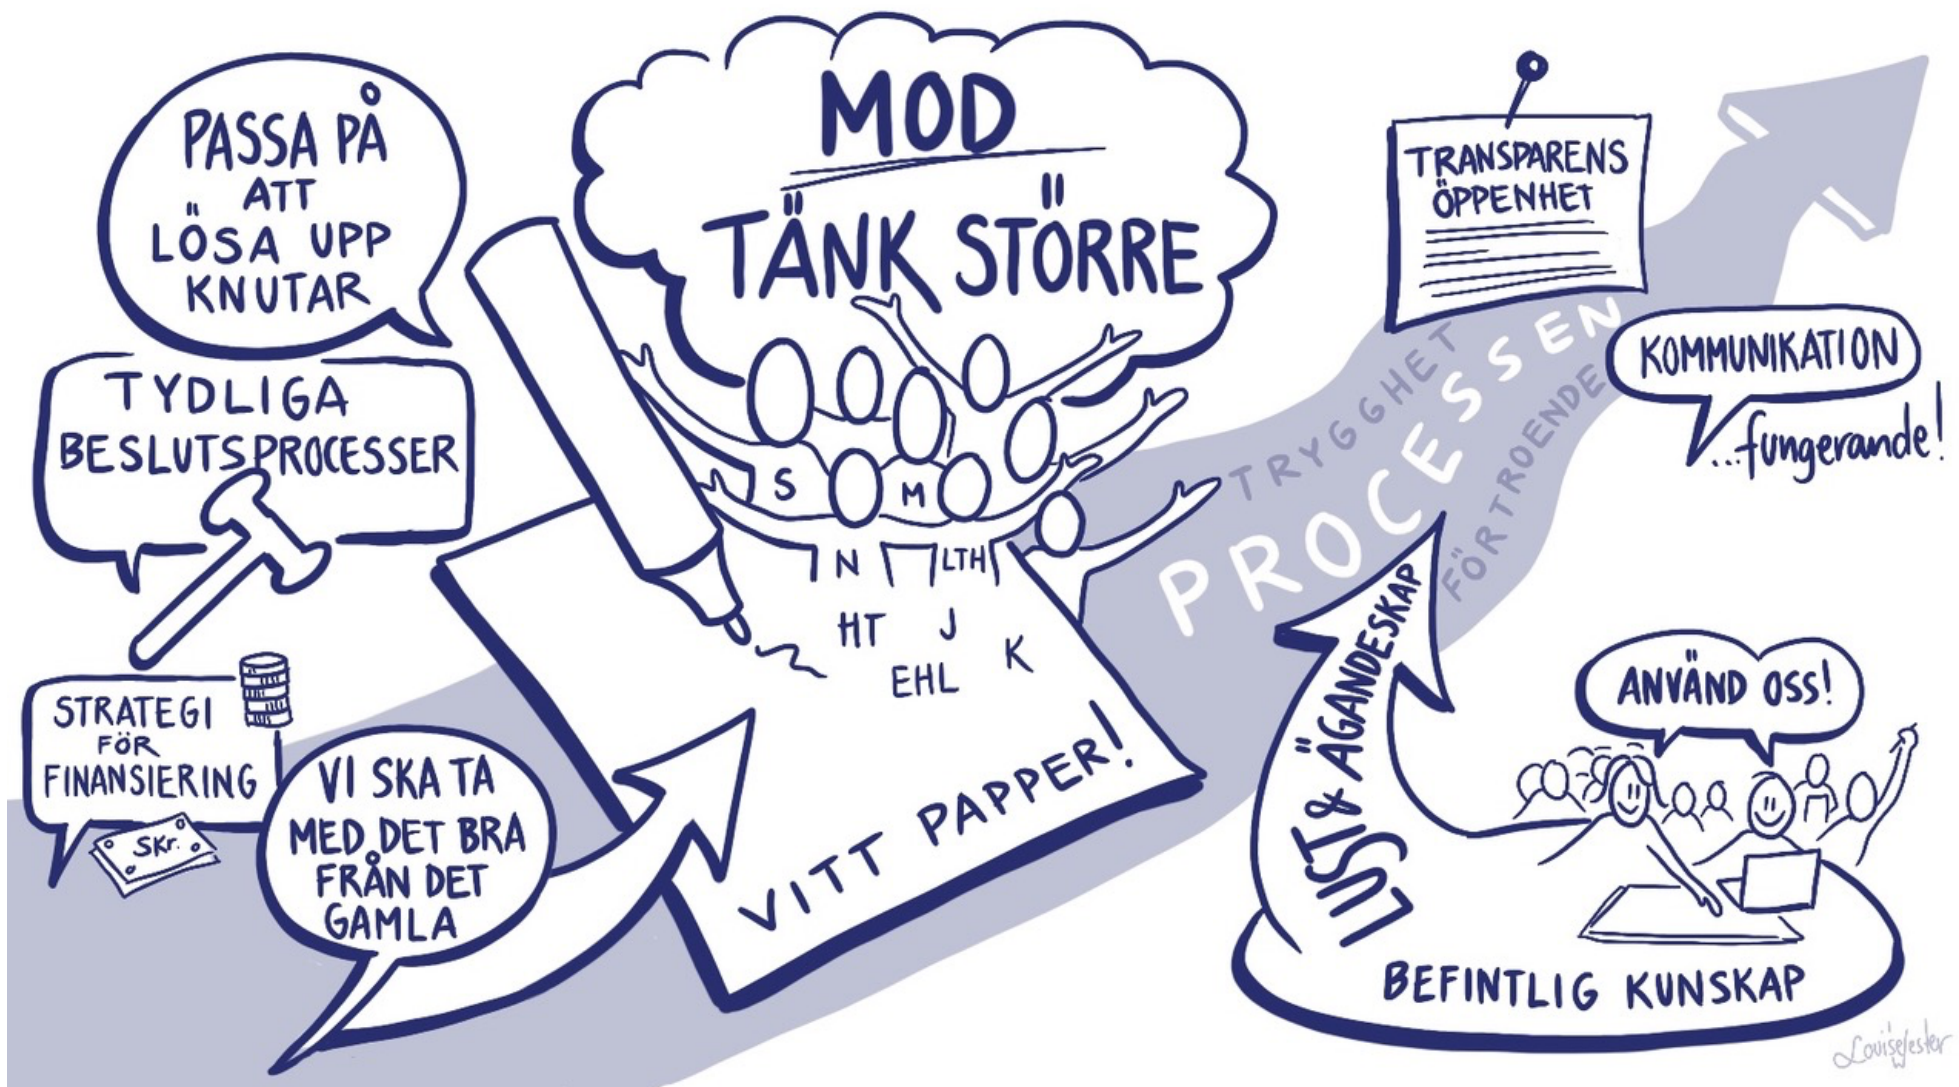 PASSA PÅ
ATT
LÖSA UPP
KNUTAR
TYDLIGA
BESLUTSPROCESSER
STRATEGI
FÖR
FINANSIERING
SKr.
VI SKA TA
MED DET BRA
FRÅN DET
GAMLA
MOD
TÄNK STÖRRE
S
M
N
LTH
HT
J
EHL
K
VITT PAPPER!
TRYGGHET
PROCESSEN
FÖRTROENDE
TRANSPARENS
ÖPPENHET
KOMMUNIKATION
...fungerande!
LUST & ÄGANDESKAP
ANVÄND OSS!
BEFINTLIG KUNSKAP
Louise Wester